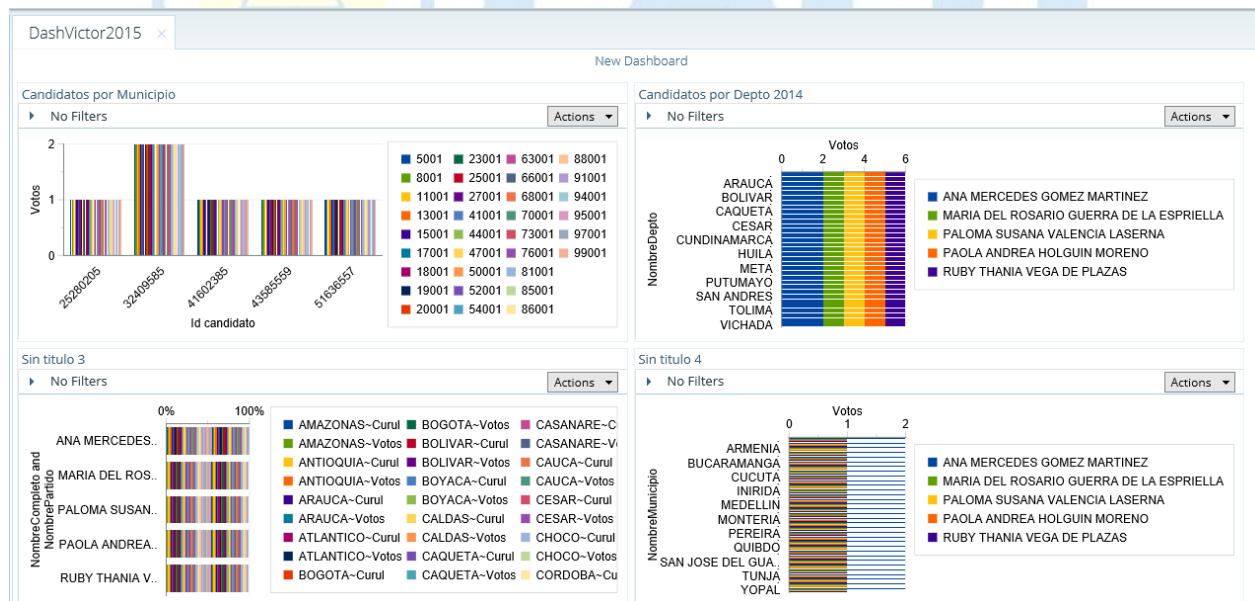 DashVictor2015 ×
New Dashboard
Candidatos por Municipio
No Filters
Actions
Votos
2
1
0
25280205
32409585
41602385
43585559
51636557
Id candidato
5001 23001 63001 88001
8001 25001 66001 91001
11001 27001 68001 94001
13001 41001 70001 95001
15001 44001 73001 97001
17001 47001 76001 99001
18001 50001 81001
19001 52001 85001
20001 54001 86001
Candidatos por Depto 2014
No Filters
Actions
Votos
0 2 4 6
NombreDepto
ARAUCA
BOLIVAR
CAQUETA
CESAR
CUNDINAMARCA
HUILA
META
PUTUMAYO
SAN ANDRES
TOLIMA
VICHADA
ANA MERCEDES GOMEZ MARTINEZ
MARIA DEL ROSARIO GUERRA DE LA ESPRIELLA
PALOMA SUSANA VALENCIA LASERNA
PAOLA ANDREA HOLGUIN MORENO
RUBY THANIA VEGA DE PLAZAS
Sin titulo 3
No Filters
Actions
0% 100%
NombreCompleto and
NombrePartido
ANA MERCEDES..
MARIA DEL ROS..
PALOMA SUSAN..
PAOLA ANDREA..
RUBY THANIA V..
AMAZONAS~Curul BOGOTA~Votos CASANARE~C
AMAZONAS~Votos BOLIVAR~Curul CASANARE~V
ANTIOQUIA~Curul BOLIVAR~Votos CAUCA~Curul
ANTIOQUIA~Votos BOYACA~Curul CAUCA~Votos
ARAUCA~Curul BOYACA~Votos CESAR~Curul
ARAUCA~Votos CALDAS~Curul CESAR~Votos
ATLANTICO~Curul CALDAS~Votos CHOCO~Curul
ATLANTICO~Votos CAQUETA~Curul CHOCO~Votos
BOGOTA~Curul CAQUETA~Votos CORDOBA~Cu
Sin titulo 4
No Filters
Actions
Votos
0 1 2
NombreMunicipio
ARMENIA
BUCARAMANGA
CUCUTA
INIRIDA
MEDELLIN
MONTERIA
PEREIRA
QUIBDO
SAN JOSE DEL GUA..
TUNJA
YOPAL
ANA MERCEDES GOMEZ MARTINEZ
MARIA DEL ROSARIO GUERRA DE LA ESPRIELLA
PALOMA SUSANA VALENCIA LASERNA
PAOLA ANDREA HOLGUIN MORENO
RUBY THANIA VEGA DE PLAZAS